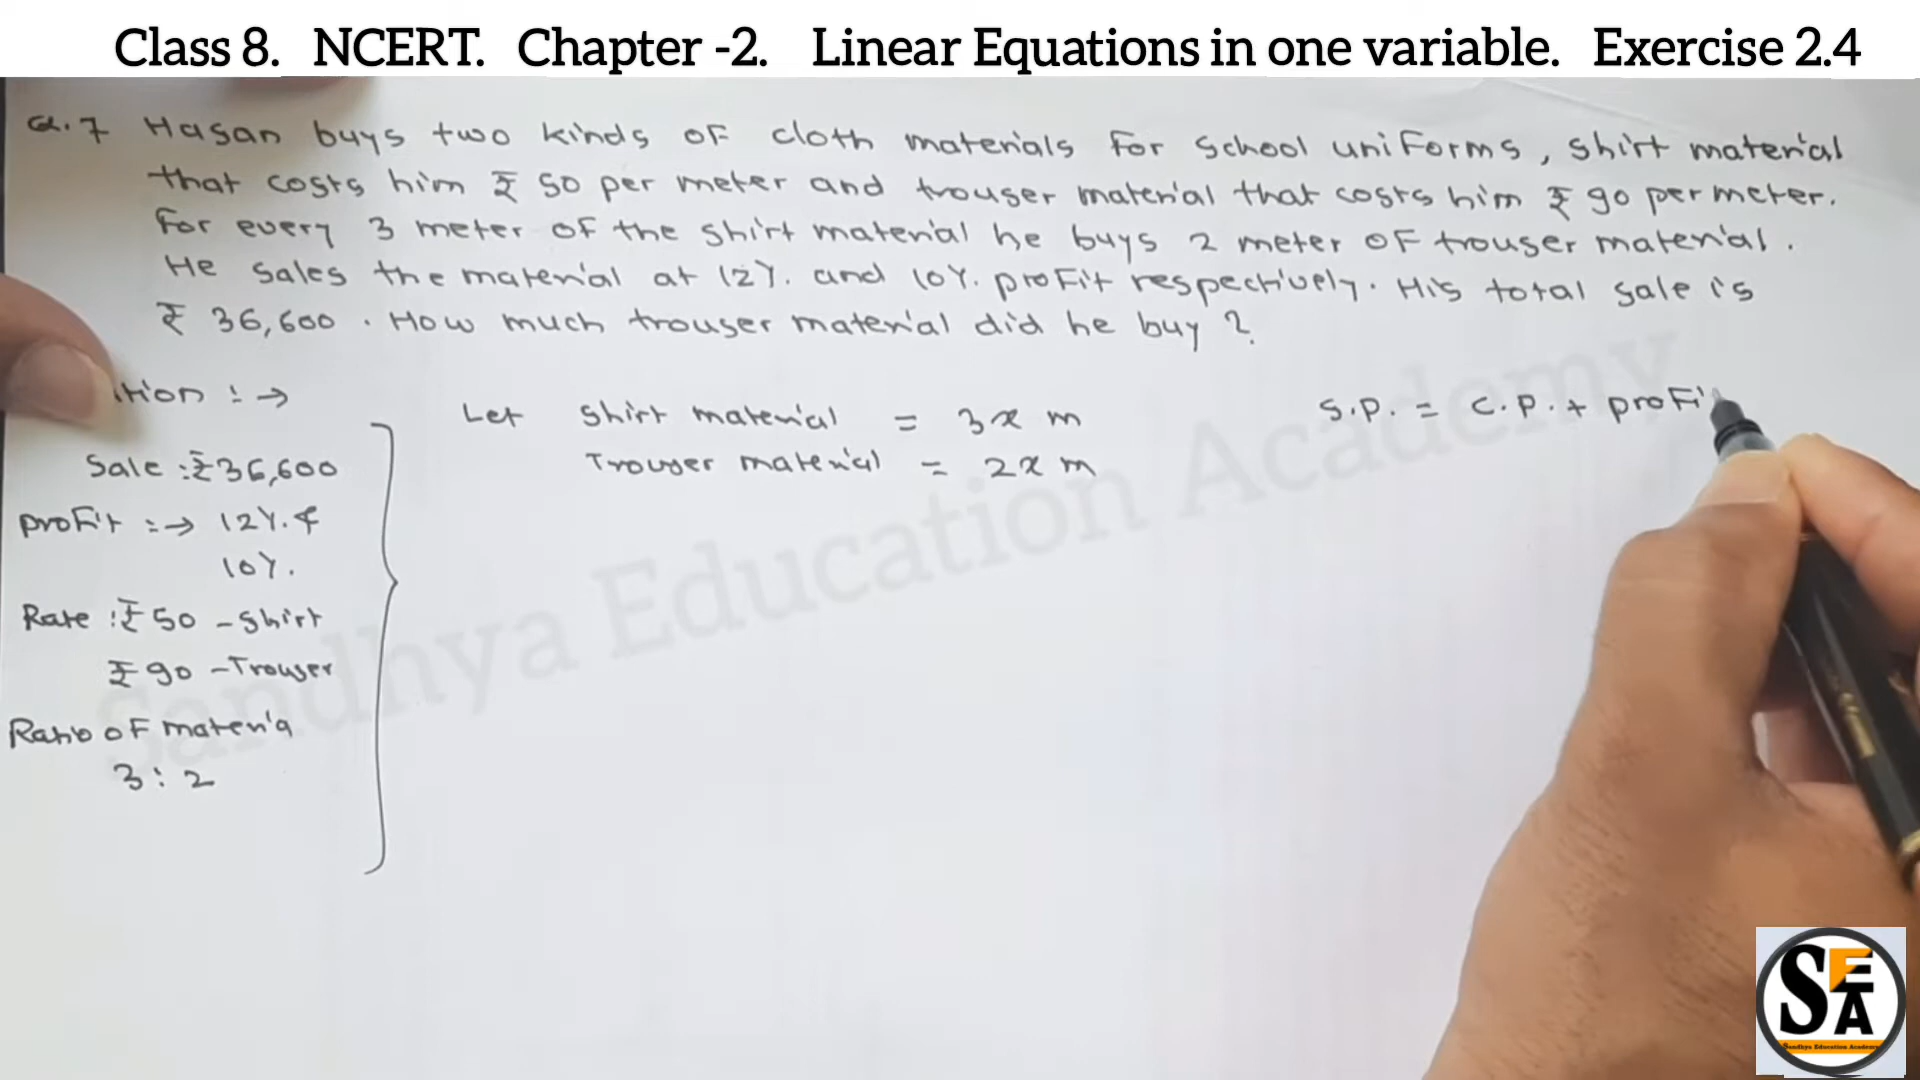 Class 8. NCERT. Chapter -2. Linear Equations in one variable. Exercise 2.4
Q.7 Hasan buys two kinds of cloth materials for school uniforms, shirt material
that costs him ₹ 50 per meter and trouser material that costs him ₹ 90 per meter.
For every 3 meter of the shirt material he buys 2 meter of trouser material.
He sales the material at 12%. and 10%. profit respectively. His total sale is
₹ 36,600. How much trouser material did he buy ?
ition :→
Sale :₹36,600
profit :→ 12%. &
10%.
Rate :₹50 - shirt
₹90 - Trouser
Ratio of materia
3 : 2
Let shirt material = 3x m
Trouser material = 2x m
S.P. = C.P. + profi
Sandhya Education Academy
SEA
Sandhya Education Academy